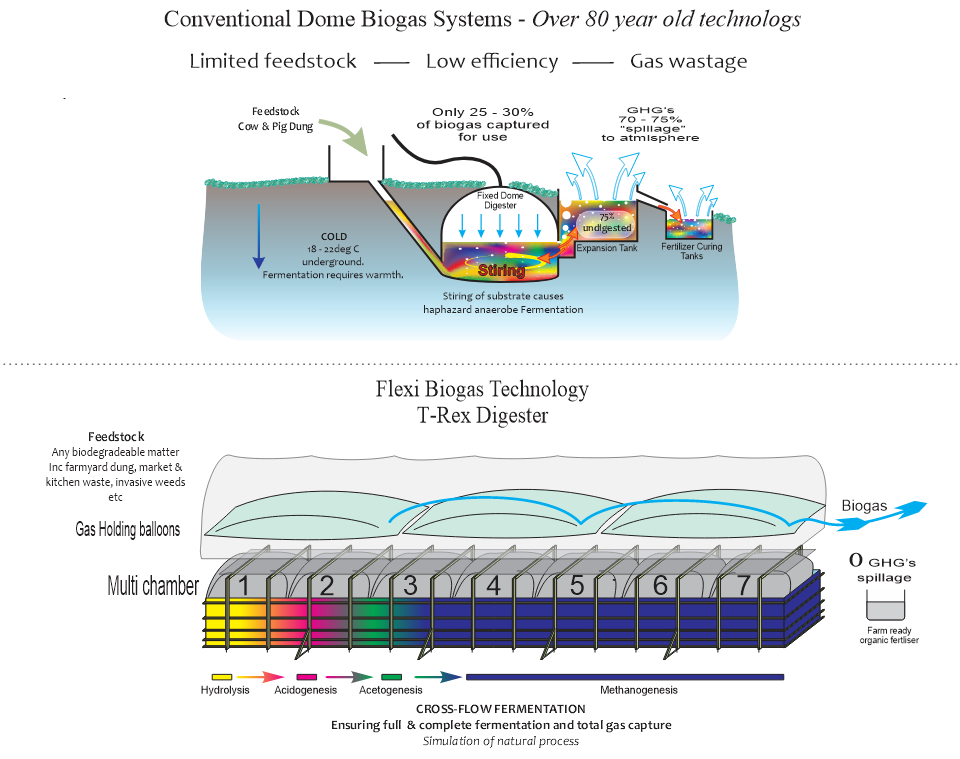 Conventional Dome Biogas Systems - Over 80 year old technologs
Limited feedstock — Low efficiency — Gas wastage
Feedstock
Cow & Pig Dung
Only 25 - 30%
of biogas captured
for use
GHG's
70 - 75%
"spillage"
to atmisphere
Fixed Dome
Digester
75%
undigested
Expansion Tank
Fertilizer Curing
Tanks
COLD
18 - 22deg C
underground.
Fermentation requires warmth.
Stiring
Stiring of substrate causes
haphazard anaerobe Fermentation
Flexi Biogas Technology
T-Rex Digester
Feedstock
Any biodegradeable matter
Inc farmyard dung, market &
kitchen waste, invasive weeds
etc
Gas Holding balloons
Biogas
Multi chamber
1 2 3 4 5 6 7
O GHG's
spillage
Farm ready
organic fertliser
Hydrolysis
Acidogenesis
Acetogenesis
Methanogenesis
CROSS-FLOW FERMENTATION
Ensuring full & complete fermentation and total gas capture
Simulation of natural process